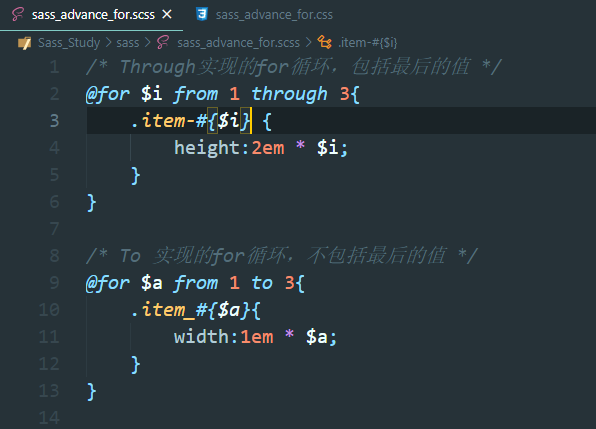 sass_advance_for.scss × sass_advance_for.css
Sass_Study > sass > sass_advance_for.scss > .item-#{$i}
1 /* Through实现的for循环，包括最后的值 */
2 @for $i from 1 through 3{
3 .item-#{$i} {
4 height:2em * $i;
5 }
6 }
7
8 /* To 实现的for循环，不包括最后的值 */
9 @for $a from 1 to 3{
10 .item_#{$a}{
11 width:1em * $a;
12 }
13 }
14